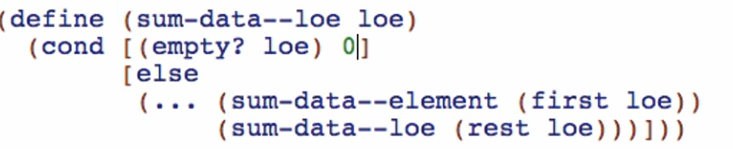 (define (sum-data--loe loe)
(cond [(empty? loe) 0]
[else
(... (sum-data--element (first loe))
(sum-data--loe (rest loe)))]))